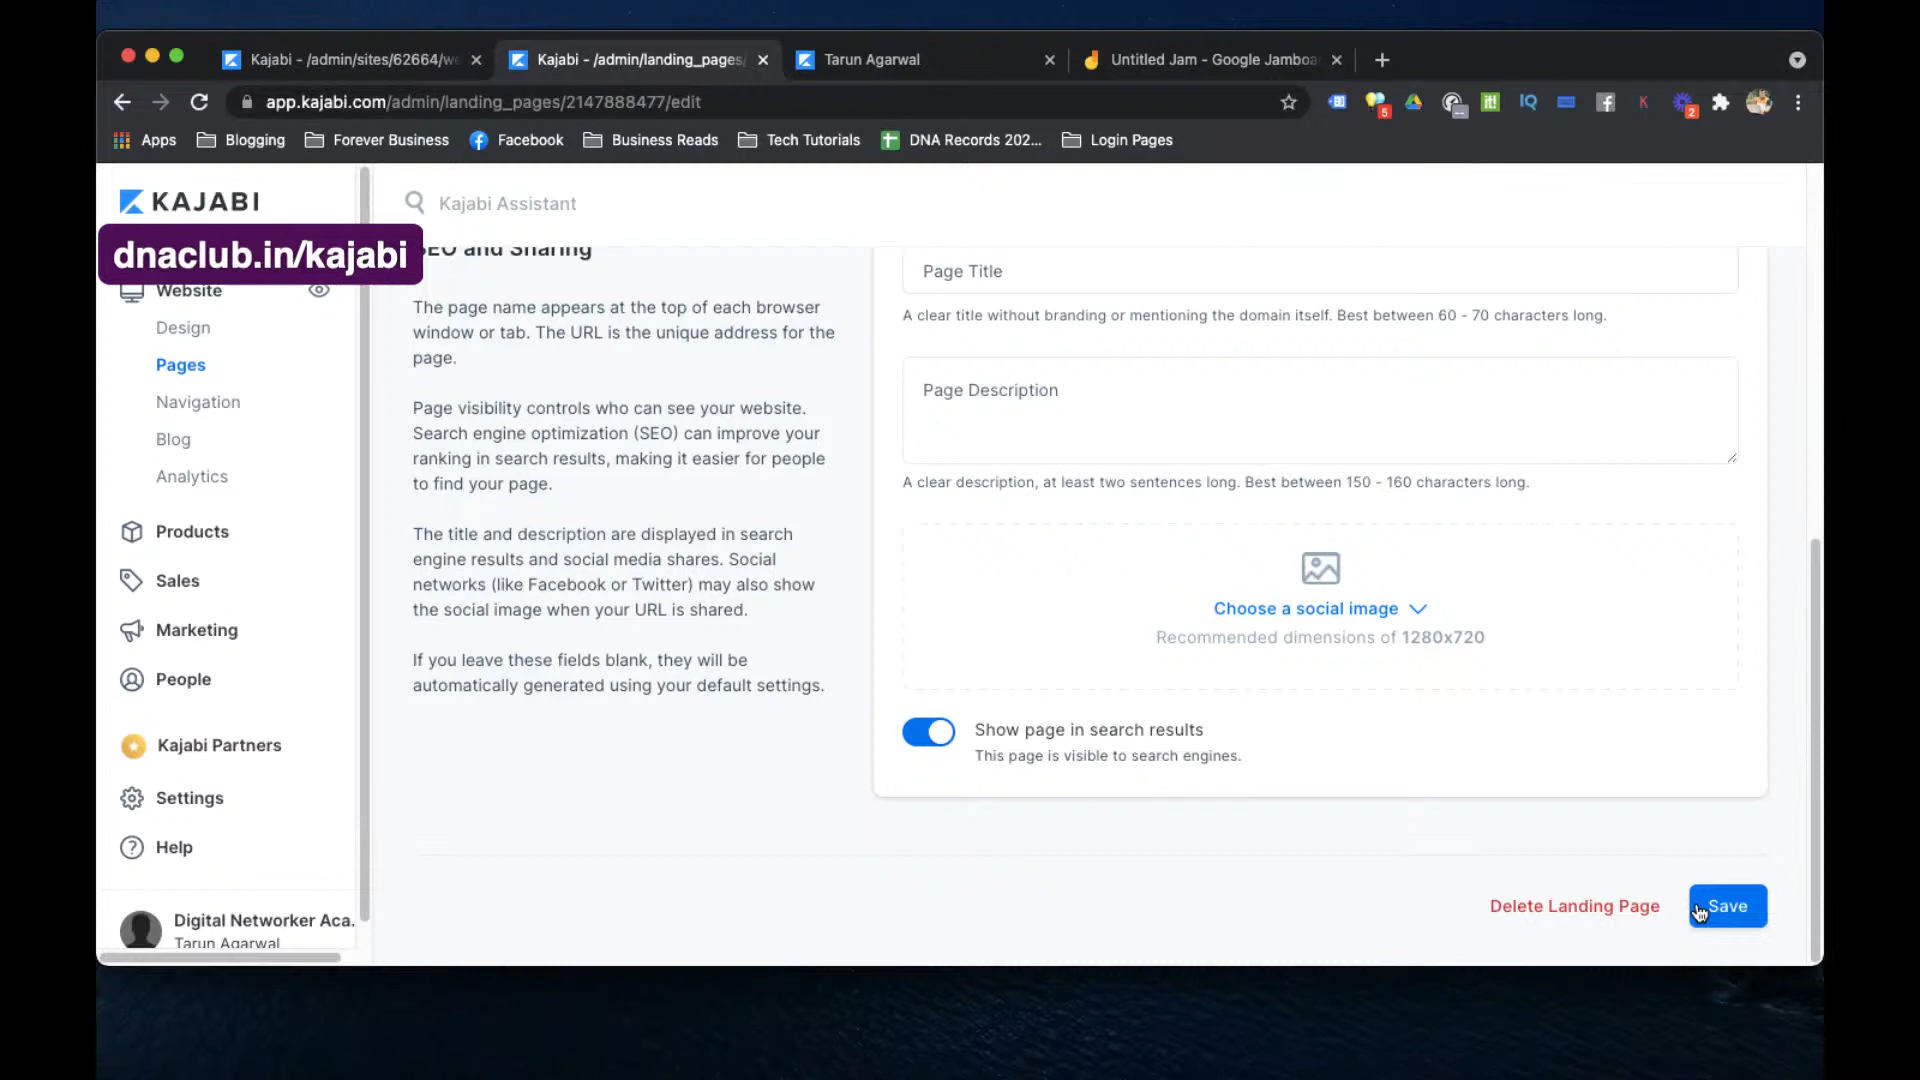 Kajabi - /admin/sites/62664/we
Kajabi - /admin/landing_pages/
Tarun Agarwal
Untitled Jam - Google Jamboa
app.kajabi.com/admin/landing_pages/2147888477/edit
5
it!
IQ
K
2
Apps
Blogging
Forever Business
Facebook
Business Reads
Tech Tutorials
DNA Records 202...
Login Pages
KAJABI
Kajabi Assistant
dnaclub.in/kajabi
SEO and Sharing
Website
Design
Pages
Navigation
Blog
Analytics
Products
Sales
Marketing
People
Kajabi Partners
Settings
Help
Digital Networker Aca.
Tarun Agarwal
The page name appears at the top of each browser
window or tab. The URL is the unique address for the
page.
Page visibility controls who can see your website.
Search engine optimization (SEO) can improve your
ranking in search results, making it easier for people
to find your page.
The title and description are displayed in search
engine results and social media shares. Social
networks (like Facebook or Twitter) may also show
the social image when your URL is shared.
If you leave these fields blank, they will be
automatically generated using your default settings.
Page Title
A clear title without branding or mentioning the domain itself. Best between 60 - 70 characters long.
Page Description
A clear description, at least two sentences long. Best between 150 - 160 characters long.
Choose a social image
Recommended dimensions of 1280x720
Show page in search results
This page is visible to search engines.
Delete Landing Page
Save